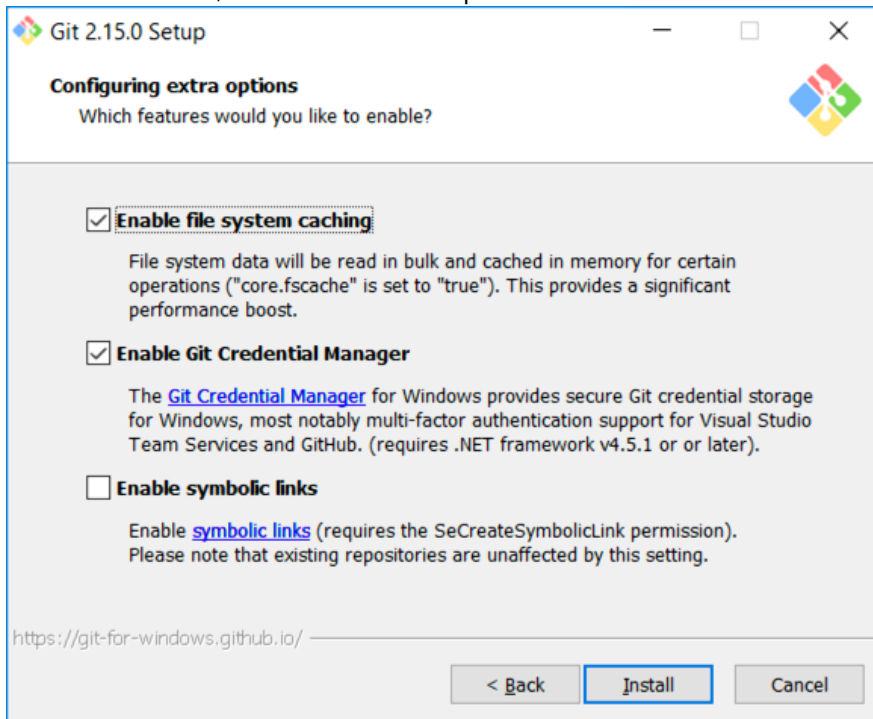 Git 2.15.0 Setup
Configuring extra options
Which features would you like to enable?
Enable file system caching
File system data will be read in bulk and cached in memory for certain
operations ("core.fscache" is set to "true"). This provides a significant
performance boost.
Enable Git Credential Manager
The Git Credential Manager for Windows provides secure Git credential storage
for Windows, most notably multi-factor authentication support for Visual Studio
Team Services and GitHub. (requires .NET framework v4.5.1 or or later).
Enable symbolic links
Enable symbolic links (requires the SeCreateSymbolicLink permission).
Please note that existing repositories are unaffected by this setting.
https://git-for-windows.github.io/
< Back Install Cancel